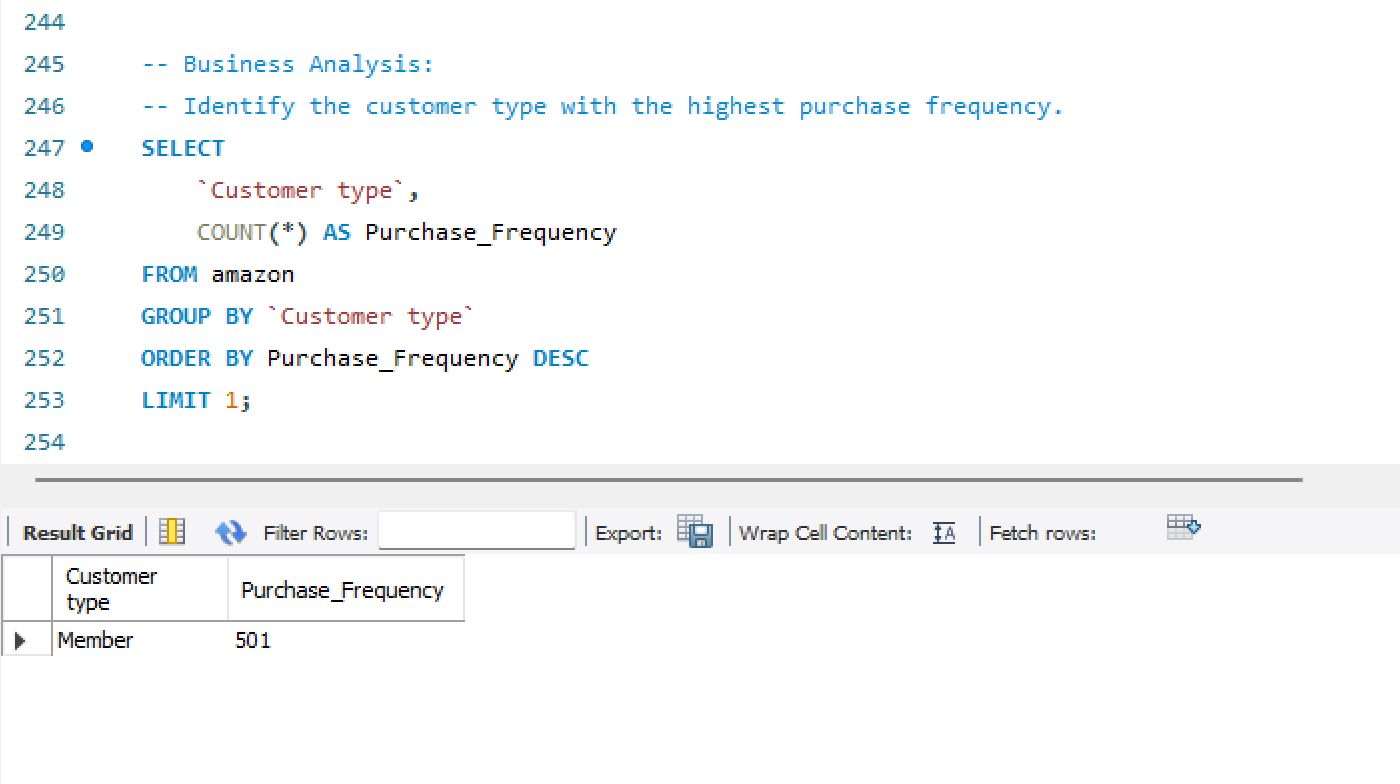 244
245 -- Business Analysis:
246 -- Identify the customer type with the highest purchase frequency.
247 SELECT
248 `Customer type`,
249 COUNT(*) AS Purchase_Frequency
250 FROM amazon
251 GROUP BY `Customer type`
252 ORDER BY Purchase_Frequency DESC
253 LIMIT 1;
254
Result Grid Filter Rows: Export: Wrap Cell Content: IA Fetch rows:
Customer
type Purchase_Frequency
Member 501